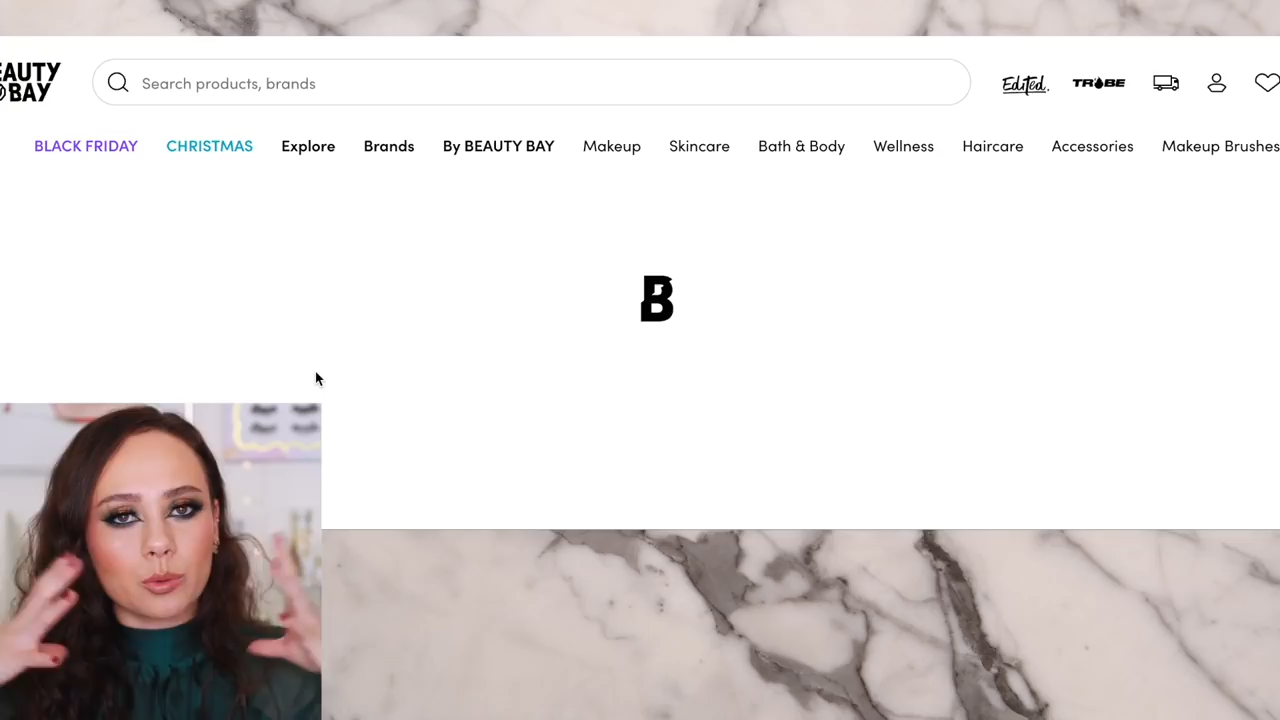 EAUTY
BAY
Search products, brands
Edited.
TRIBE
BLACK FRIDAY CHRISTMAS Explore Brands By BEAUTY BAY Makeup Skincare Bath & Body Wellness Haircare Accessories Makeup Brushes
B